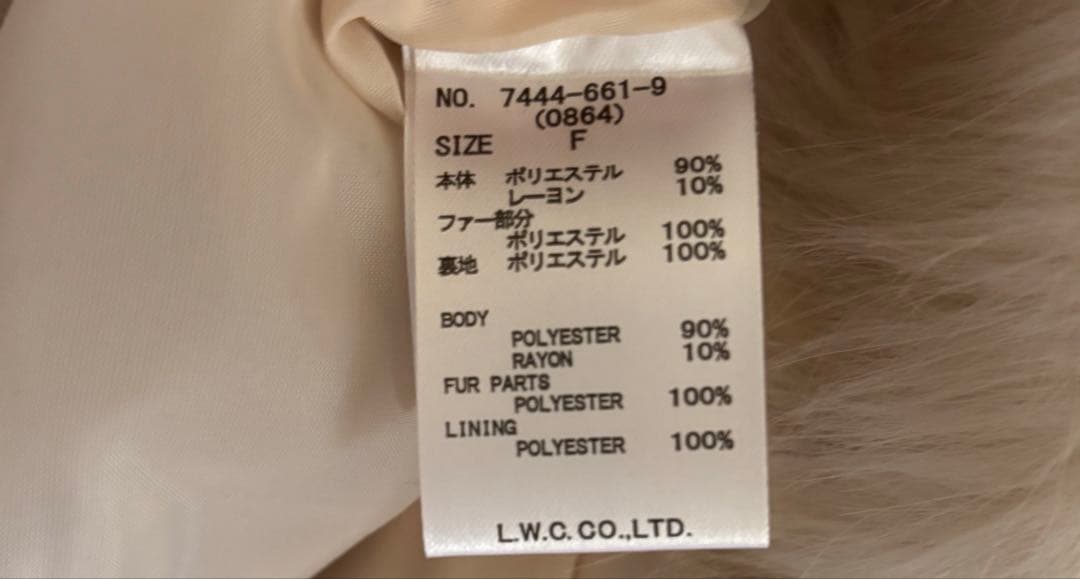 NO. 7444-661-9
(0864)
SIZE F
本体 ポリエステル 90%
レーヨン 10%
ファー部分
ポリエステル 100%
裏地 ポリエステル 100%
BODY
POLYESTER 90%
RAYON 10%
FUR PARTS
POLYESTER 100%
LINING
POLYESTER 100%
L.W.C. CO.,LTD.